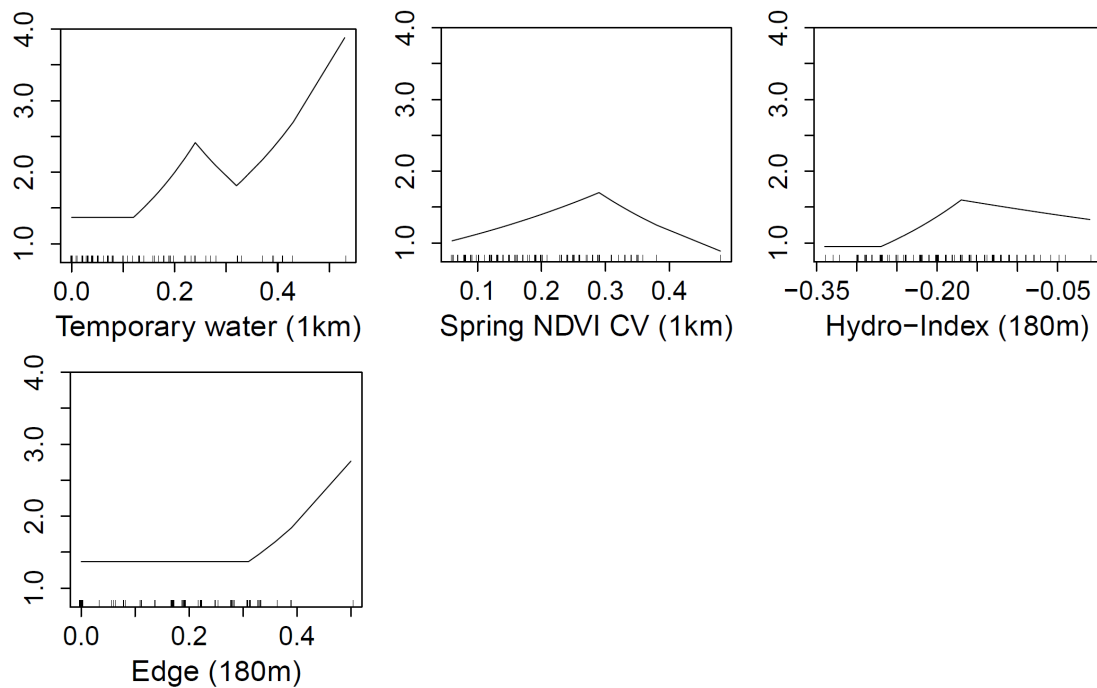 4.0 4.0 4.0
3.0 3.0 3.0
2.0 2.0 2.0
1.0 1.0 1.0
0.0 0.2 0.4 0.1 0.2 0.3 0.4 −0.35 −0.20 −0.05
Temporary water (1km) Spring NDVI CV (1km) Hydro−Index (180m)
4.0
3.0
2.0
1.0
0.0 0.2 0.4
Edge (180m)